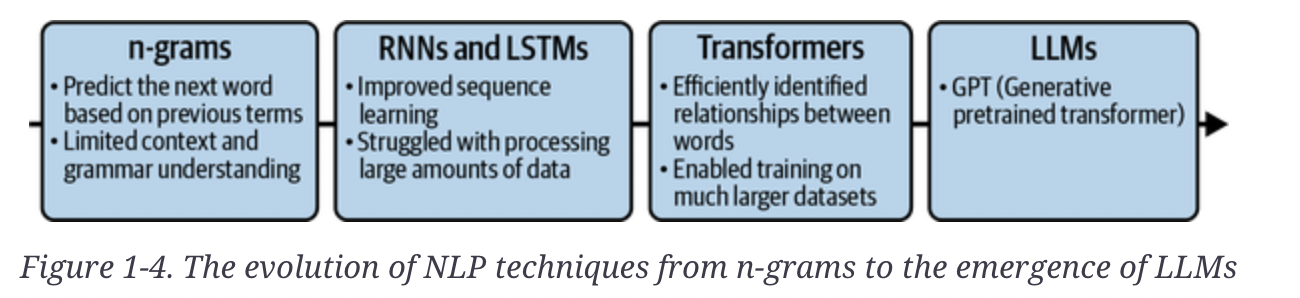 n-grams
• Predict the next word
based on previous terms
• Limited context and
grammar understanding
RNNs and LSTMs
• Improved sequence
learning
• Struggled with processing
large amounts of data
Transformers
• Efficiently identified
relationships between
words
• Enabled training on
much larger datasets
LLMs
• GPT (Generative
pretrained transformer)
Figure 1-4. The evolution of NLP techniques from n-grams to the emergence of LLMs